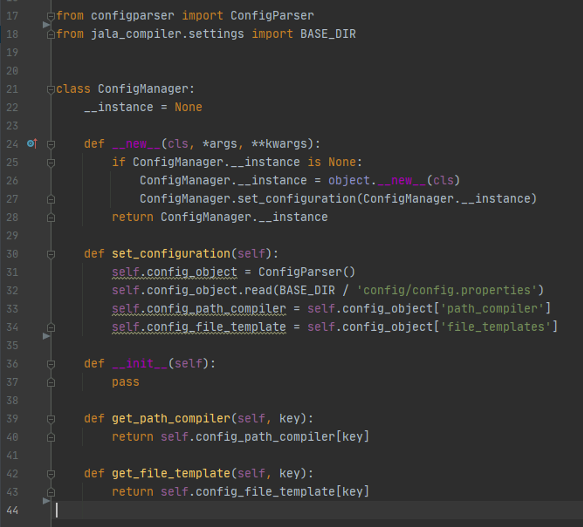 17 from configparser import ConfigParser
18 from jala_compiler.settings import BASE_DIR
19
20
21 class ConfigManager:
22     __instance = None
23
24     def __new__(cls, *args, **kwargs):
25         if ConfigManager.__instance is None:
26             ConfigManager.__instance = object.__new__(cls)
27             ConfigManager.set_configuration(ConfigManager.__instance)
28         return ConfigManager.__instance
29
30     def set_configuration(self):
31         self.config_object = ConfigParser()
32         self.config_object.read(BASE_DIR / 'config/config.properties')
33         self.config_path_compiler = self.config_object['path_compiler']
34         self.config_file_template = self.config_object['file_templates']
35
36     def __init__(self):
37         pass
38
39     def get_path_compiler(self, key):
40         return self.config_path_compiler[key]
41
42     def get_file_template(self, key):
43         return self.config_file_template[key]
44